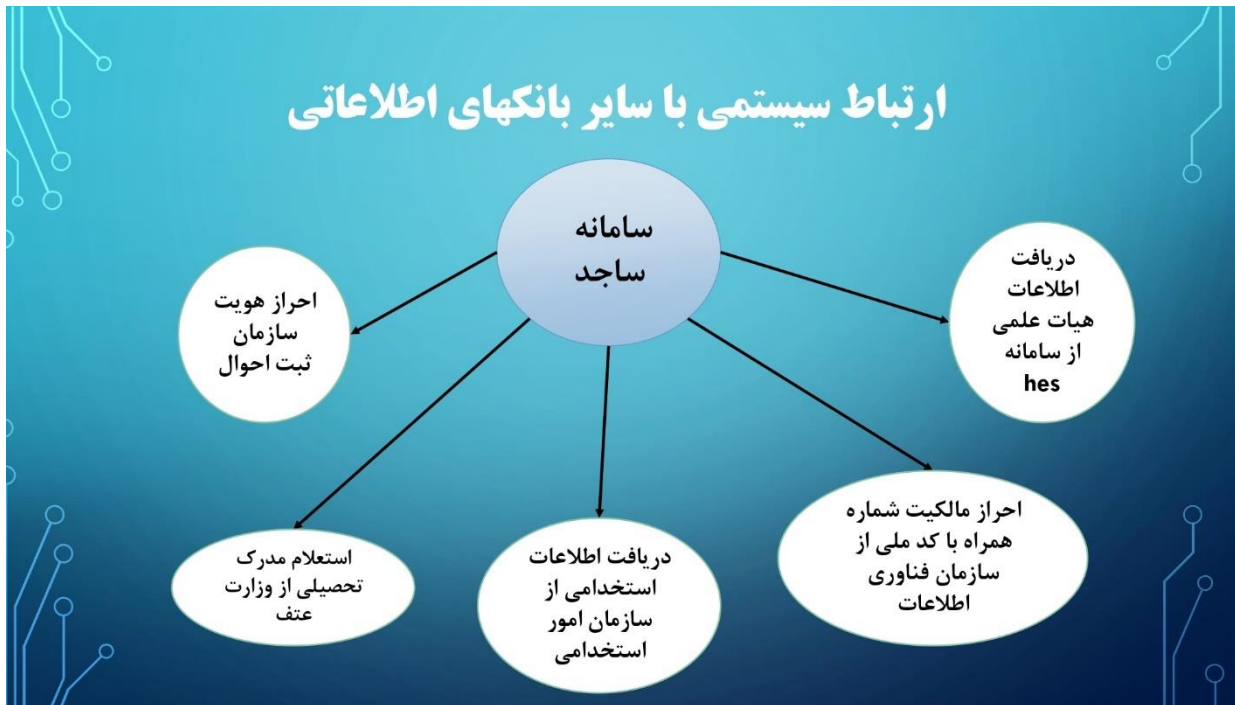 ارتباط سیستمی با سایر بانکهای اطلاعاتی
سامانه
ساجد
دریافت
اطلاعات
هیات علمی
از سامانه
hes
احراز هویت
سازمان
ثبت احوال
احراز مالکیت شماره
همراه با کد ملی از
سازمان فناوری
اطلاعات
دریافت اطلاعات
استخدامی از
سازمان امور
استخدامی
استعلام مدرک
تحصیلی از وزارت
عتف